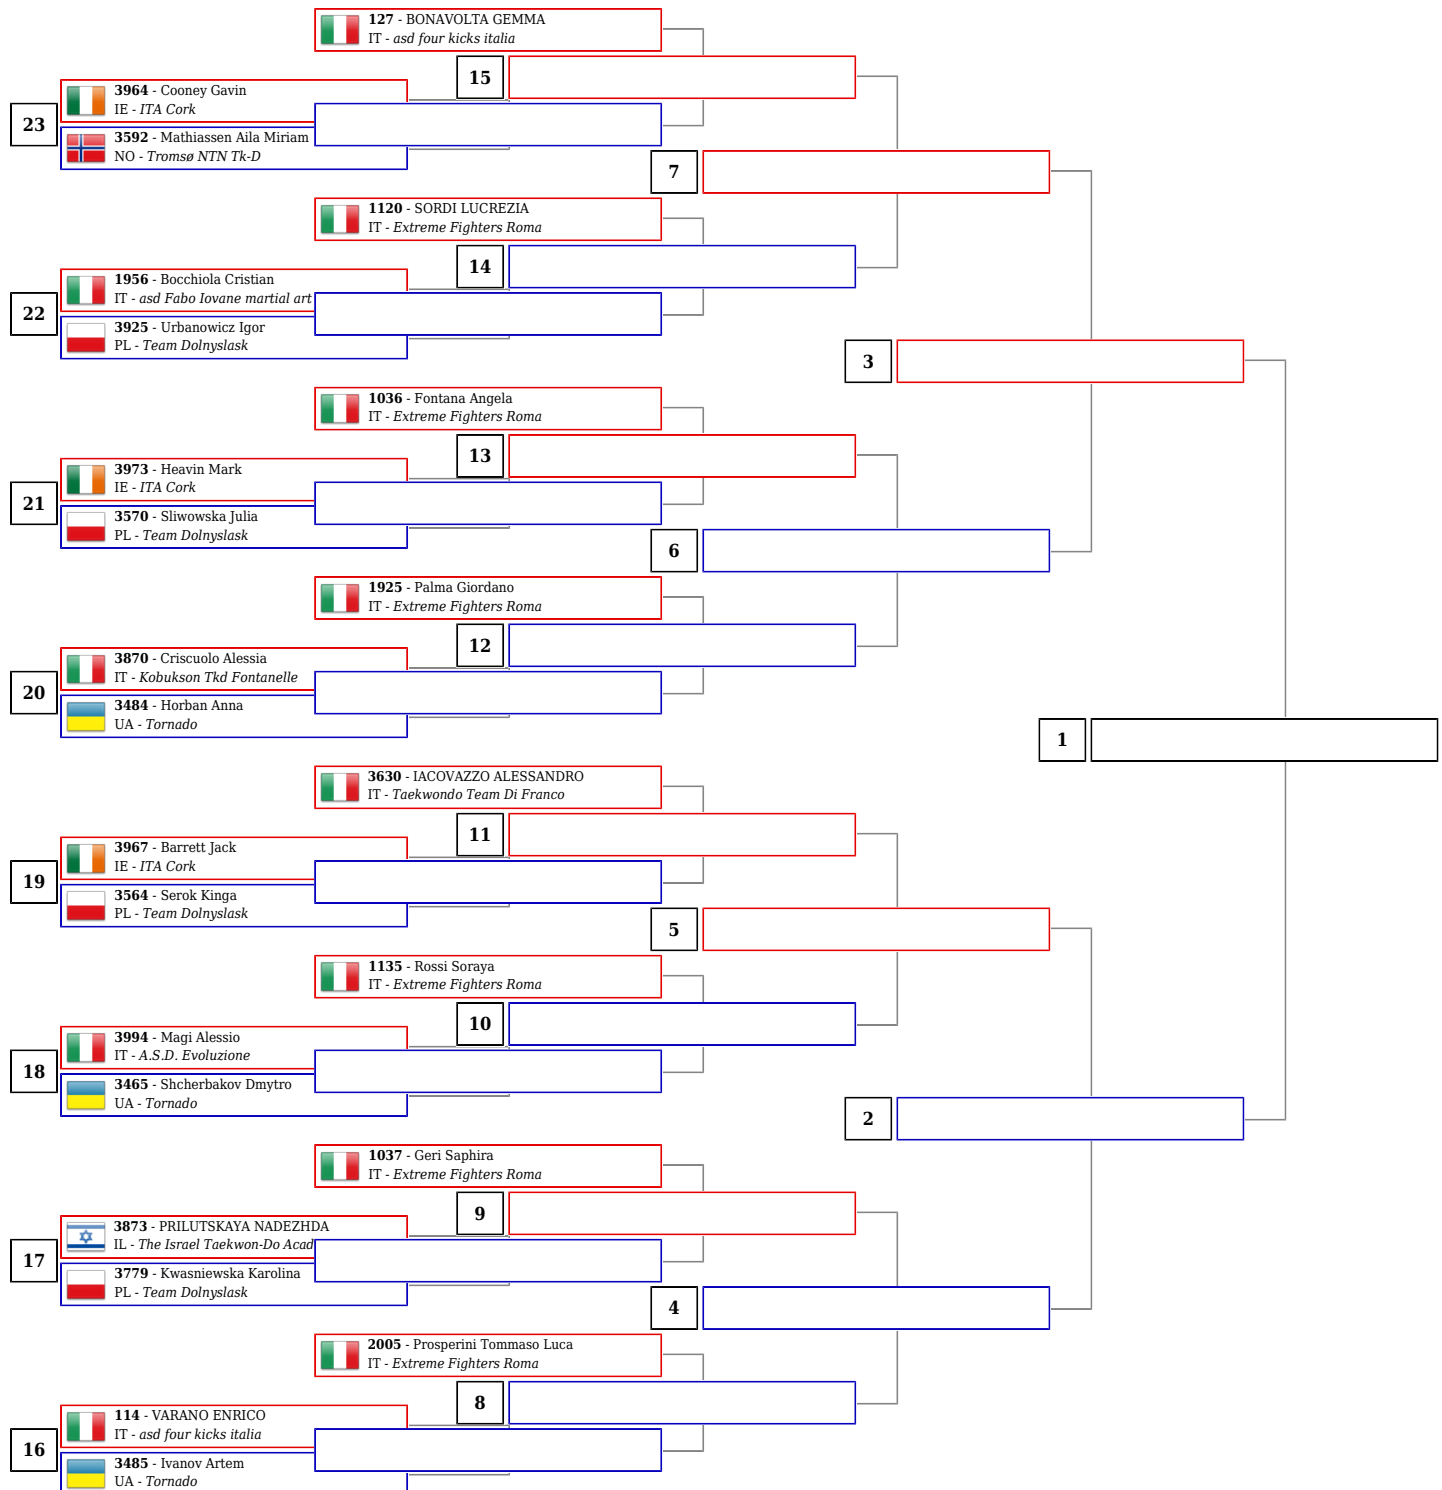 127 - BONAVOLTA GEMMA
IT - asd four kicks italia
15
3964 - Cooney Gavin
IE - ITA Cork
23
3592 - Mathiassen Aila Miriam
NO - Tromsø NTN Tk-D
7
1120 - SORDI LUCREZIA
IT - Extreme Fighters Roma
14
1956 - Bocchiola Cristian
IT - asd Fabo Iovane martial art
22
3925 - Urbanowicz Igor
PL - Team Dolnyslask
3
1036 - Fontana Angela
IT - Extreme Fighters Roma
13
3973 - Heavin Mark
IE - ITA Cork
21
3570 - Sliwowska Julia
PL - Team Dolnyslask
6
1925 - Palma Giordano
IT - Extreme Fighters Roma
12
3870 - Criscuolo Alessia
IT - Kobukson Tkd Fontanelle
20
3484 - Horban Anna
UA - Tornado
1
3630 - IACOVAZZO ALESSANDRO
IT - Taekwondo Team Di Franco
11
3967 - Barrett Jack
IE - ITA Cork
19
3564 - Serok Kinga
PL - Team Dolnyslask
5
1135 - Rossi Soraya
IT - Extreme Fighters Roma
10
3994 - Magi Alessio
IT - A.S.D. Evoluzione
18
3465 - Shcherbakov Dmytro
UA - Tornado
2
1037 - Geri Saphira
IT - Extreme Fighters Roma
9
3873 - PRILUTSKAYA NADEZHDA
IL - The Israel Taekwon-Do Acad
17
3779 - Kwasniewska Karolina
PL - Team Dolnyslask
4
2005 - Prosperini Tommaso Luca
IT - Extreme Fighters Roma
8
114 - VARANO ENRICO
IT - asd four kicks italia
16
3485 - Ivanov Artem
UA - Tornado